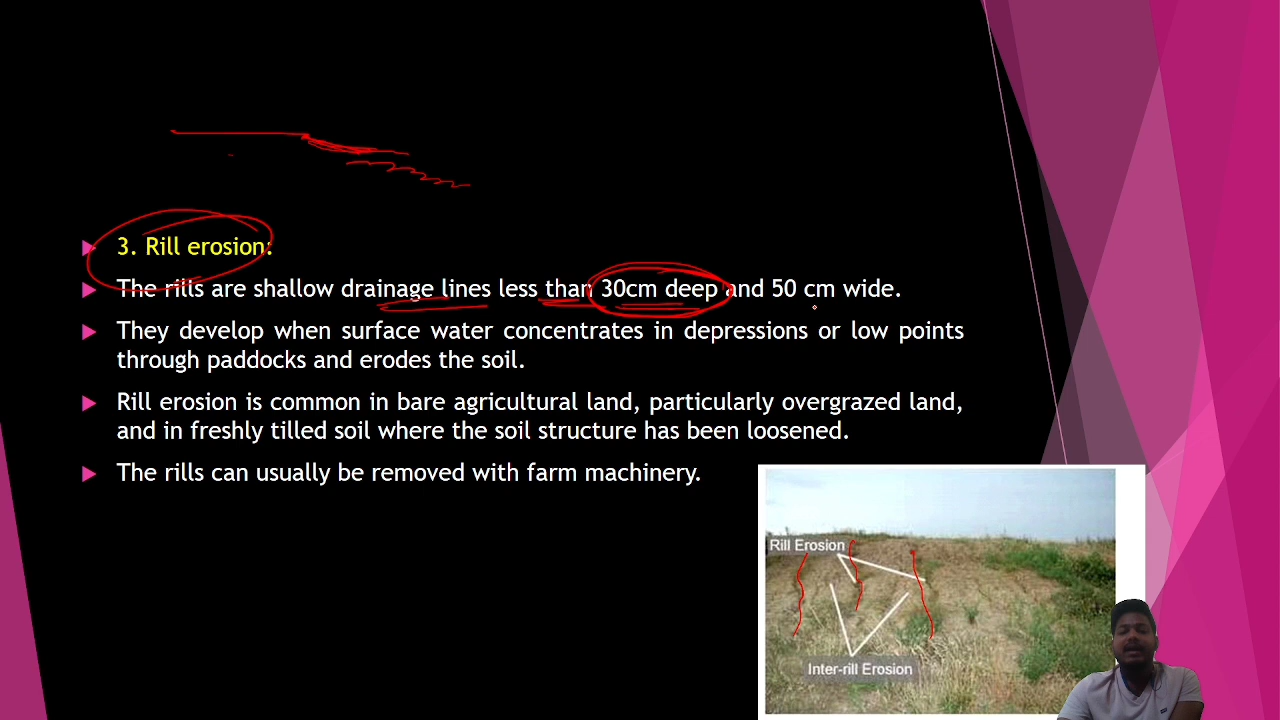 3. Rill erosion:
The rills are shallow drainage lines less than 30cm deep and 50 cm wide.
They develop when surface water concentrates in depressions or low points
through paddocks and erodes the soil.
Rill erosion is common in bare agricultural land, particularly overgrazed land,
and in freshly tilled soil where the soil structure has been loosened.
The rills can usually be removed with farm machinery.
Rill Erosion
Inter-rill Erosion